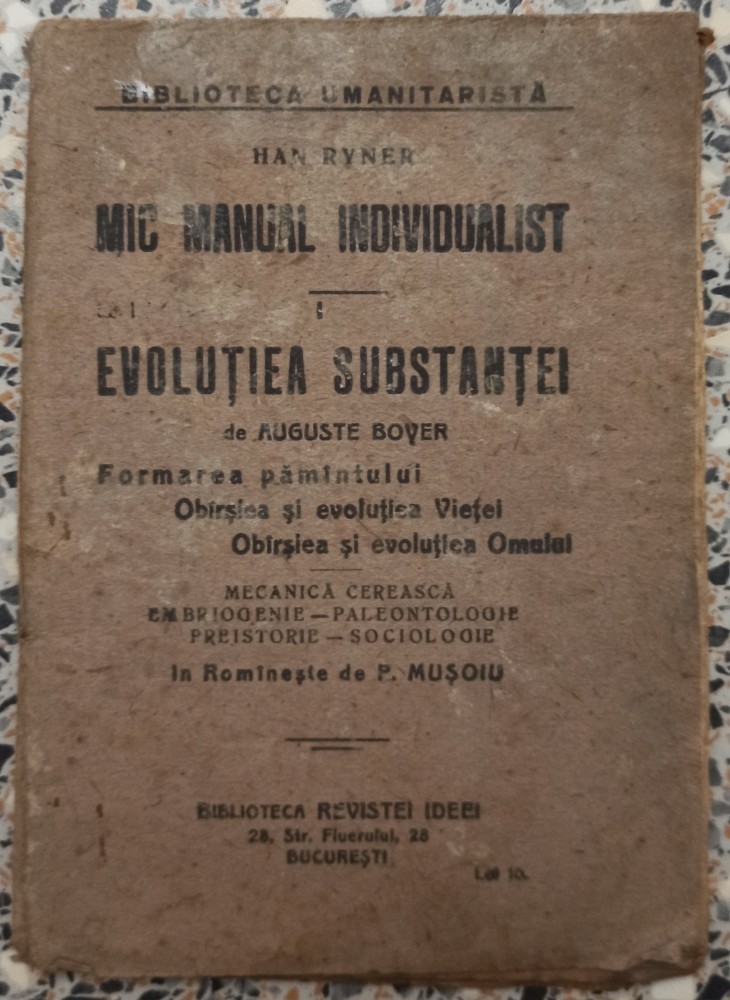 BIBLIOTECA UMANITARISTĂ
HAN RYNER
MIC MANUAL INDIVIDUALIST
EVOLUȚIEA SUBSTANȚEI
de AUGUSTE BOYER
Formarea pămîntului
Obîrșiea și evoluțiea Vieței
Obîrșiea și evoluțiea Omului
MECANICĂ CEREASCĂ
EMBRIOGENIE — PALEONTOLOGIE
PREISTORIE — SOCIOLOGIE
In Romînește de P. MUȘOIU
BIBLIOTECA REVISTEI IDEEI
28, Str. Fluerului, 28
BUCUREȘTI
Lei 10.